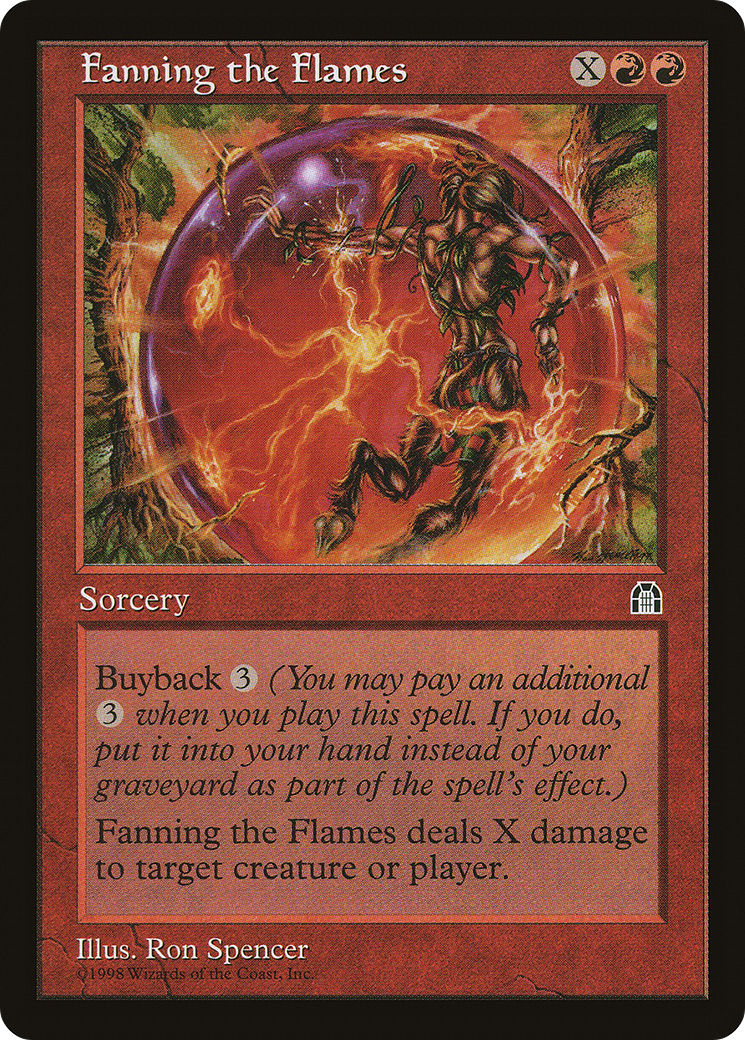 Fanning the Flames X
Sorcery
Buyback 3 (You may pay an additional
3 when you play this spell. If you do,
put it into your hand instead of your
graveyard as part of the spell's effect.)
Fanning the Flames deals X damage
to target creature or player.
Illus. Ron Spencer
©1998 Wizards of the Coast, Inc.